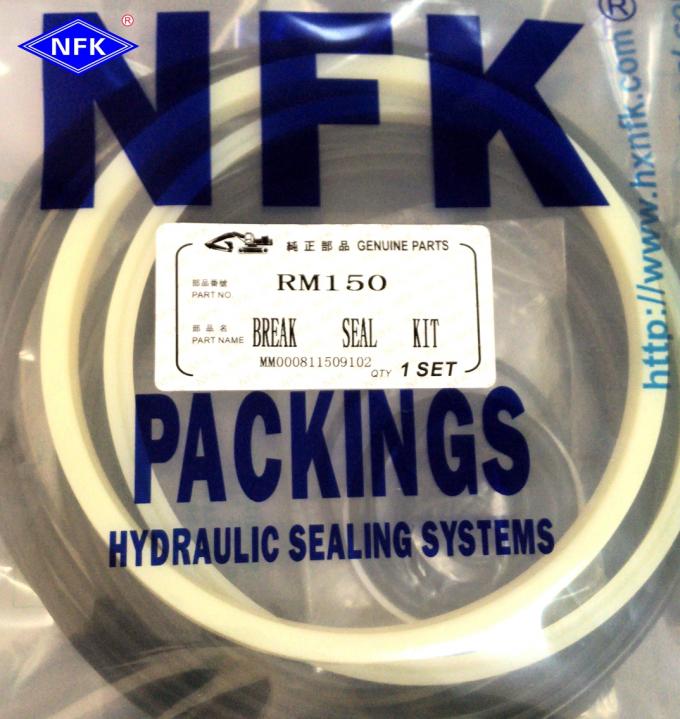 NFK®
NFK®
http://www.hxnfk.com
純正部品 GENUINE PARTS
部品番號
PART NO. RM150
部品名
PART NAME BREAK SEAL KIT
MM000811509102
QTY 1 SET
PACKINGS
HYDRAULIC SEALING SYSTEMS